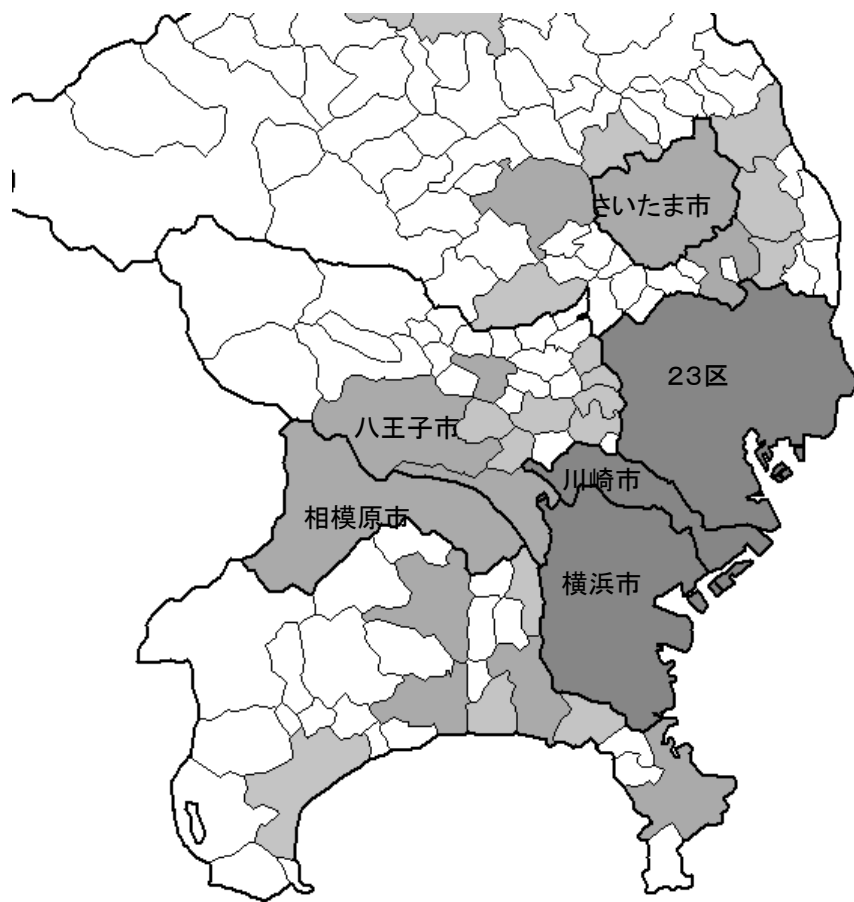 さいたま市
２３区
八王子市
川崎市
相模原市
横浜市